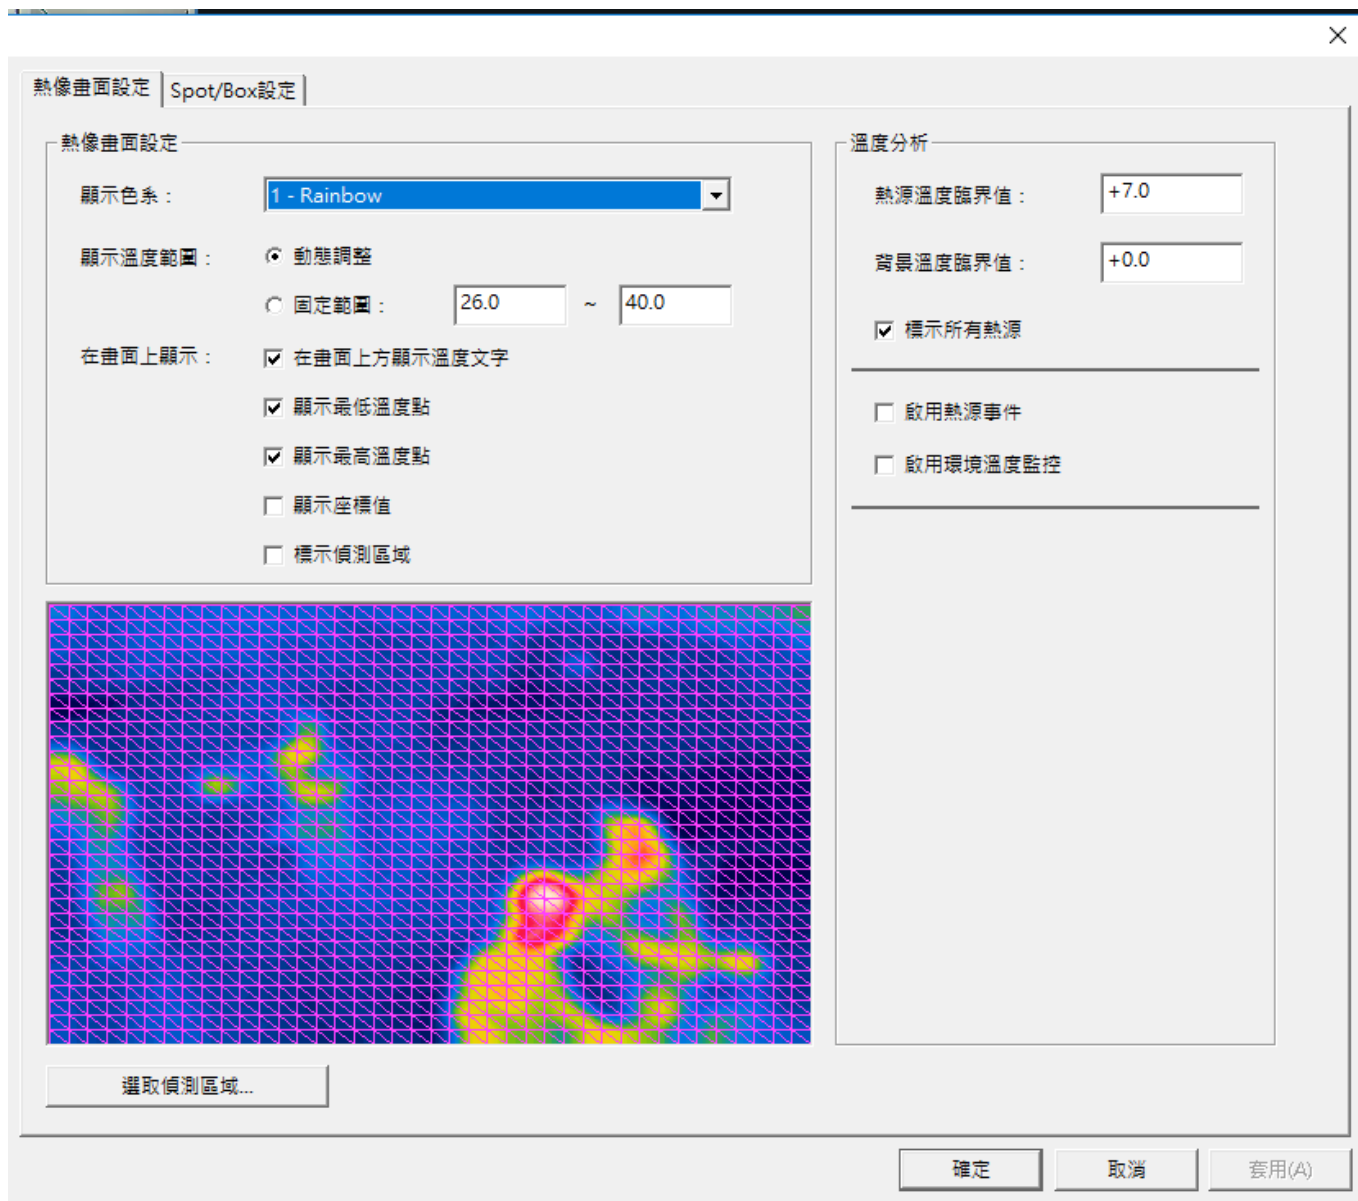 熱像畫面設定
Spot/Box設定
熱像畫面設定
顯示色系：
1 - Rainbow
顯示溫度範圍：
動態調整
固定範圍：
26.0
~
40.0
在畫面上顯示：
在畫面上方顯示溫度文字
顯示最低溫度點
顯示最高溫度點
顯示座標值
標示偵測區域
選取偵測區域...
溫度分析
熱源溫度臨界值：
+7.0
背景溫度臨界值：
+0.0
標示所有熱源
啟用熱源事件
啟用環境溫度監控
確定
取消
套用(A)